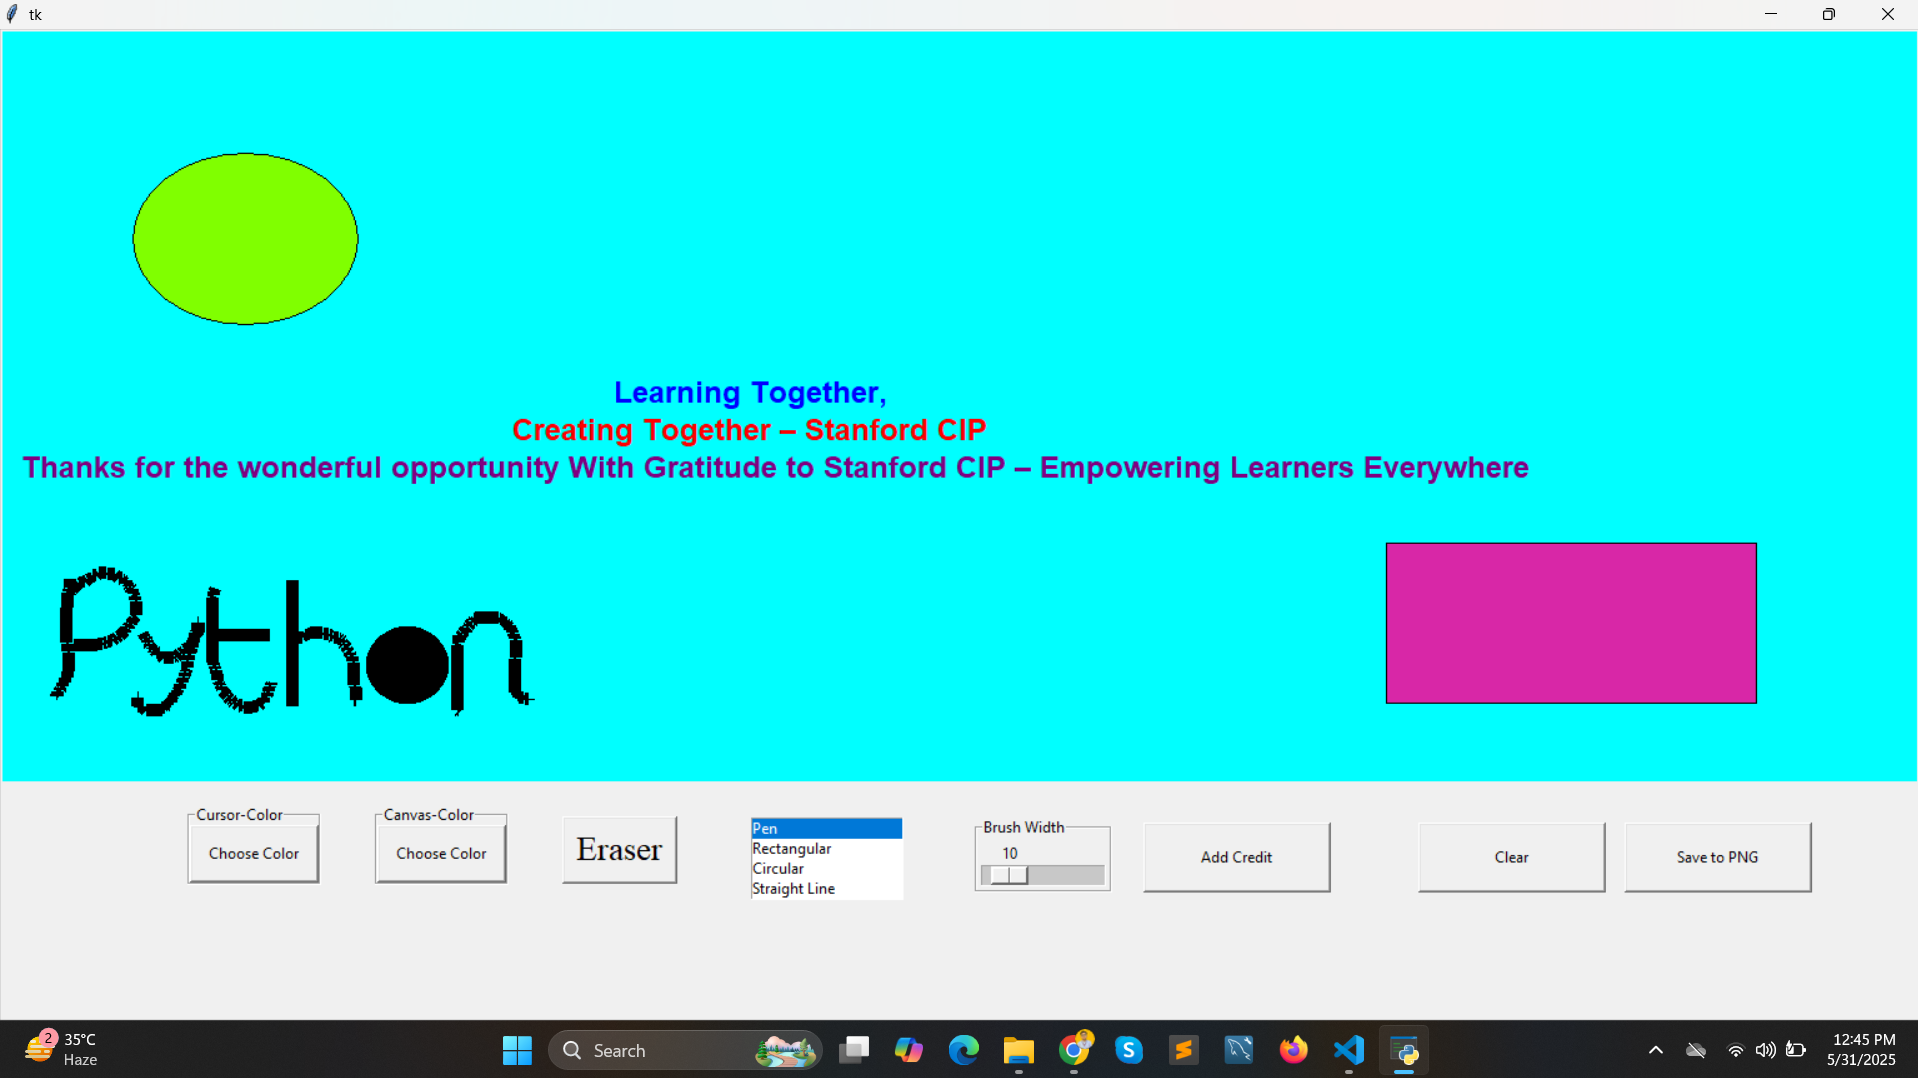 tk
Learning Together,
Creating Together – Stanford CIP
Thanks for the wonderful opportunity With Gratitude to Stanford CIP – Empowering Learners Everywhere
Python
Cursor-Color
Choose Color
Canvas-Color
Choose Color
Eraser
Pen
Rectangular
Circular
Straight Line
Brush Width
10
Add Credit
Clear
Save to PNG
2
35°C
Haze
Search
12:45 PM
5/31/2025